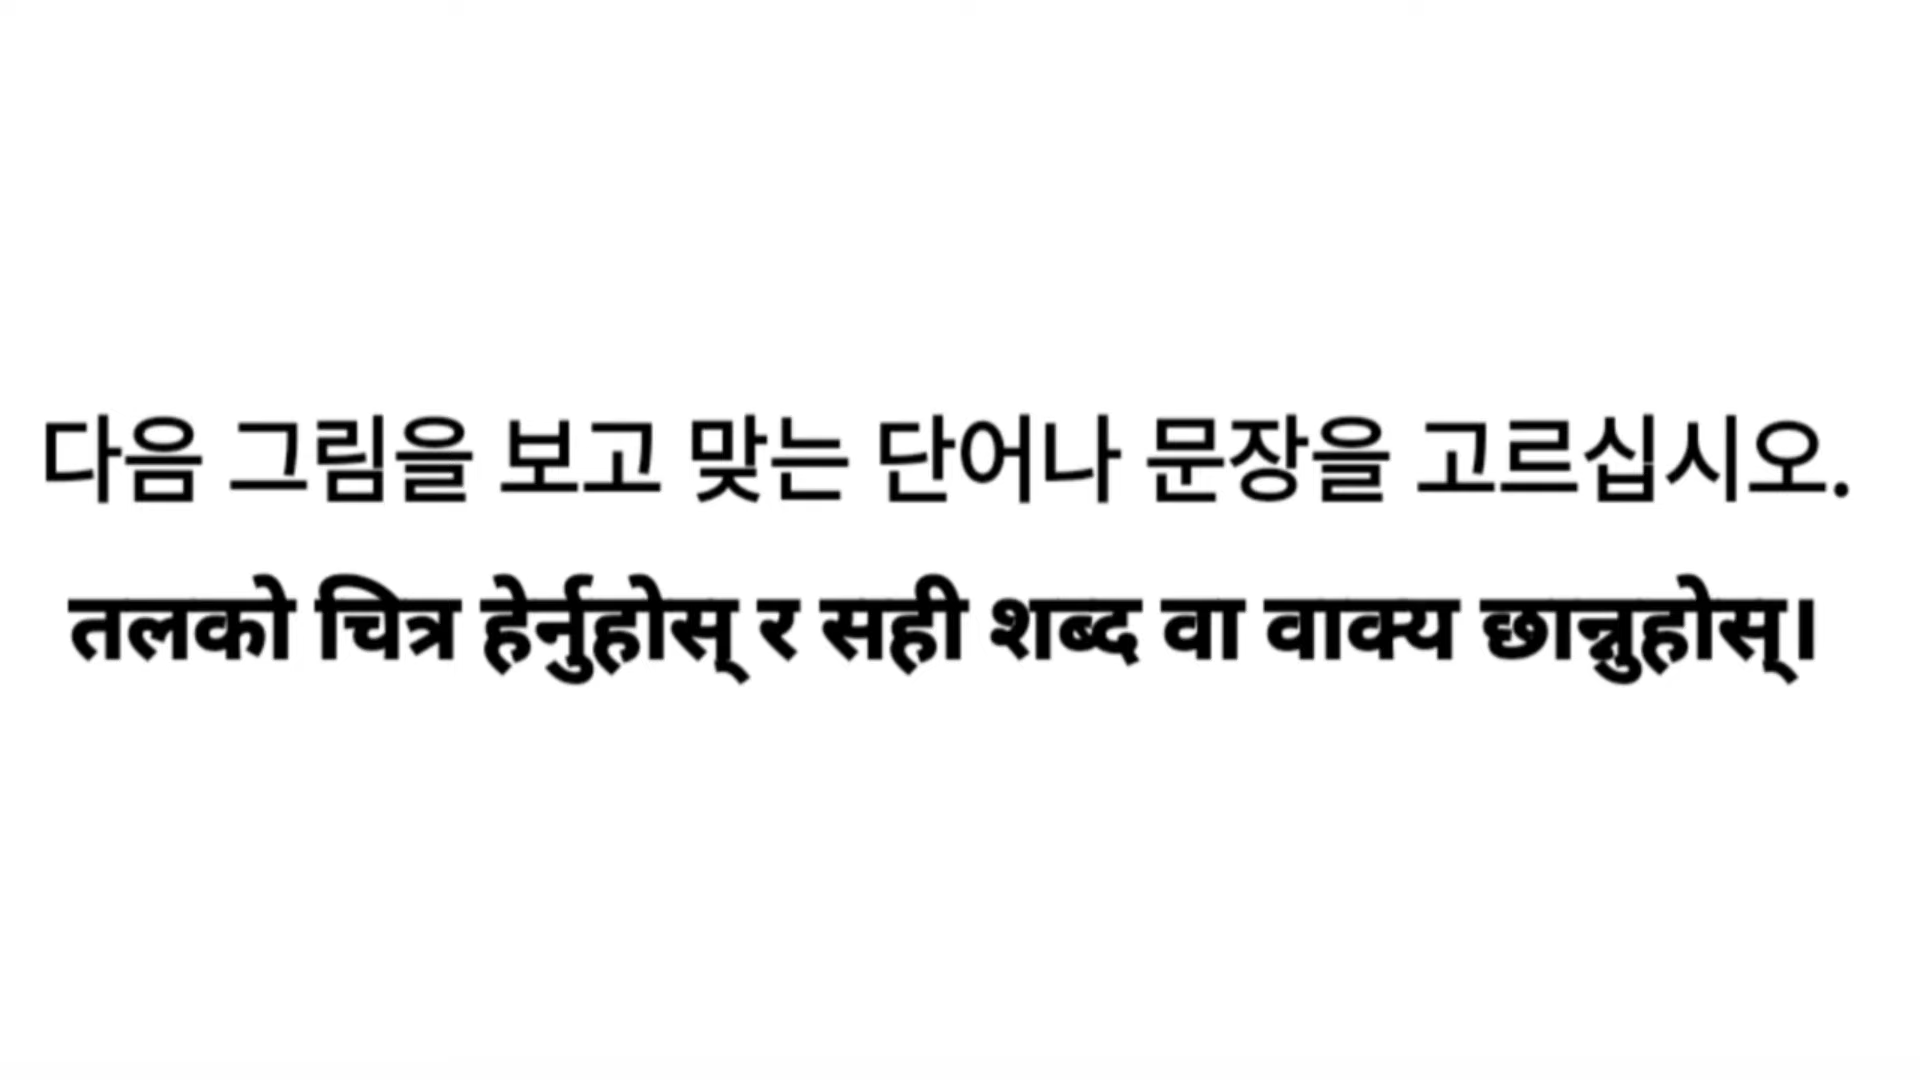 다음 그림을 보고 맞는 단어나 문장을 고르십시오.
तलको चित्र हेर्नुहोस् र सही शब्द वा वाक्य छान्नुहोस्।